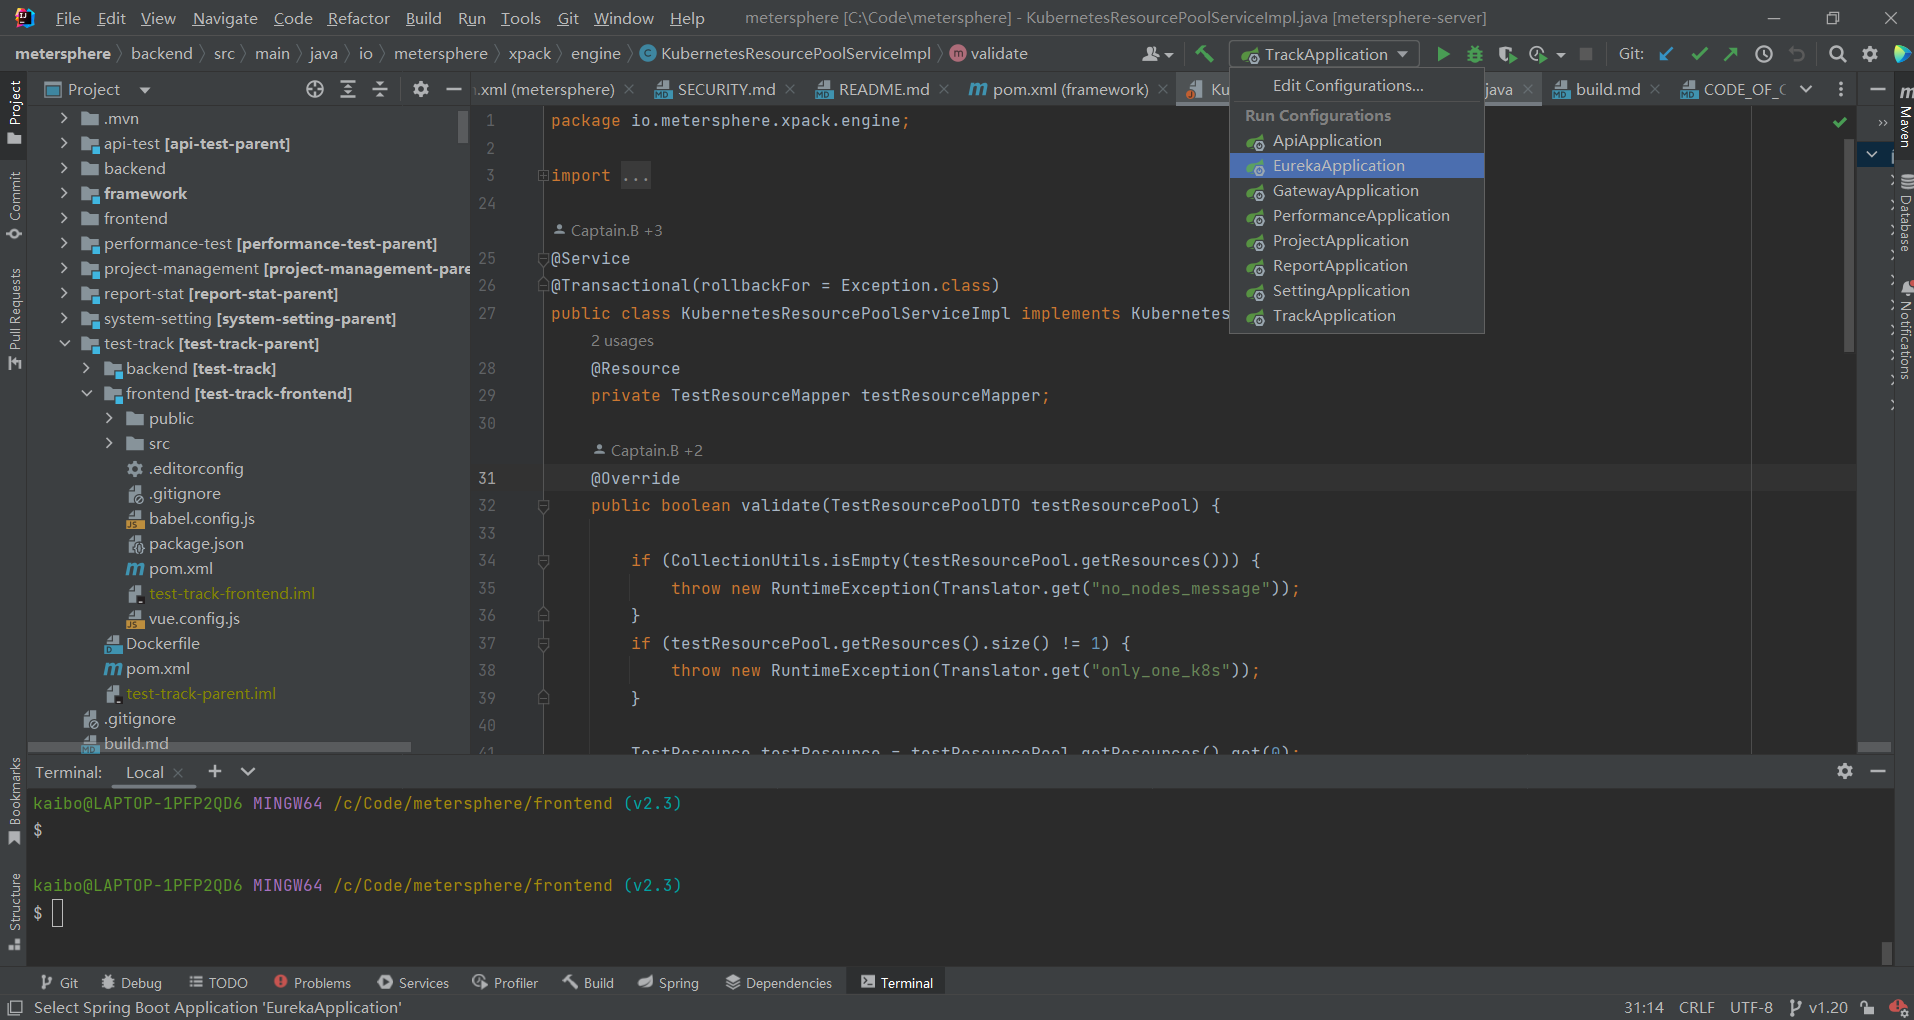 File Edit View Navigate Code Refactor Build Run Tools Git Window Help metersphere [C:\Code\metersphere] - KubernetesResourcePoolServiceImpl.java [metersphere-server]
metersphere backend src main java io metersphere xpack engine KubernetesResourcePoolServiceImpl validate TrackApplication Git:
Project
.xml (metersphere) SECURITY.md README.md pom.xml (framework) Ku java build.md CODE_OF_C
Edit Configurations...
Run Configurations
ApiApplication
EurekaApplication
GatewayApplication
PerformanceApplication
ProjectApplication
ReportApplication
SettingApplication
TrackApplication
Project
Commit
Pull Requests
Bookmarks
Structure
.mvn
api-test [api-test-parent]
backend
framework
frontend
performance-test [performance-test-parent]
project-management [project-management-pare
report-stat [report-stat-parent]
system-setting [system-setting-parent]
test-track [test-track-parent]
backend [test-track]
frontend [test-track-frontend]
public
src
.editorconfig
.gitignore
babel.config.js
package.json
pom.xml
test-track-frontend.iml
vue.config.js
Dockerfile
pom.xml
test-track-parent.iml
.gitignore
build.md
1 package io.metersphere.xpack.engine;
2
3 import ...
24
Captain.B +3
25 @Service
26 @Transactional(rollbackFor = Exception.class)
27 public class KubernetesResourcePoolServiceImpl implements Kubernetes
2 usages
28 @Resource
29 private TestResourceMapper testResourceMapper;
30
Captain.B +2
31 @Override
32 public boolean validate(TestResourcePoolDTO testResourcePool) {
33
34 if (CollectionUtils.isEmpty(testResourcePool.getResources())) {
35 throw new RuntimeException(Translator.get("no_nodes_message"));
36 }
37 if (testResourcePool.getResources().size() != 1) {
38 throw new RuntimeException(Translator.get("only_one_k8s"));
39 }
40
41 TestResource testResource = testResourcePool.getResources().get(0);
Maven
Database
Notifications
Terminal: Local
kaibo@LAPTOP-1PFP2QD6 MINGW64 /c/Code/metersphere/frontend (v2.3)
$
kaibo@LAPTOP-1PFP2QD6 MINGW64 /c/Code/metersphere/frontend (v2.3)
$
Git Debug TODO Problems Services Profiler Build Spring Dependencies Terminal
Select Spring Boot Application 'EurekaApplication' 31:14 CRLF UTF-8 v1.20